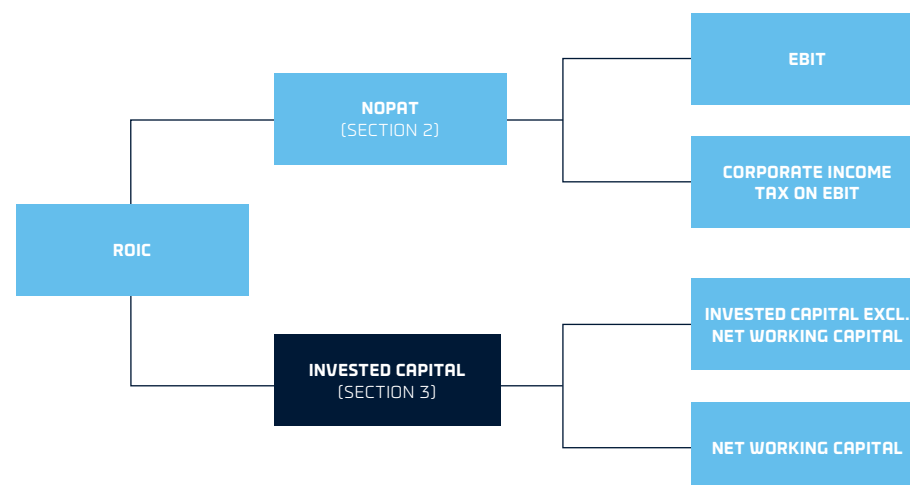 EBIT
NOPAT
(SECTION 2)
CORPORATE INCOME
TAX ON EBIT
ROIC
INVESTED CAPITAL EXCL.
NET WORKING CAPITAL
INVESTED CAPITAL
(SECTION 3)
NET WORKING CAPITAL